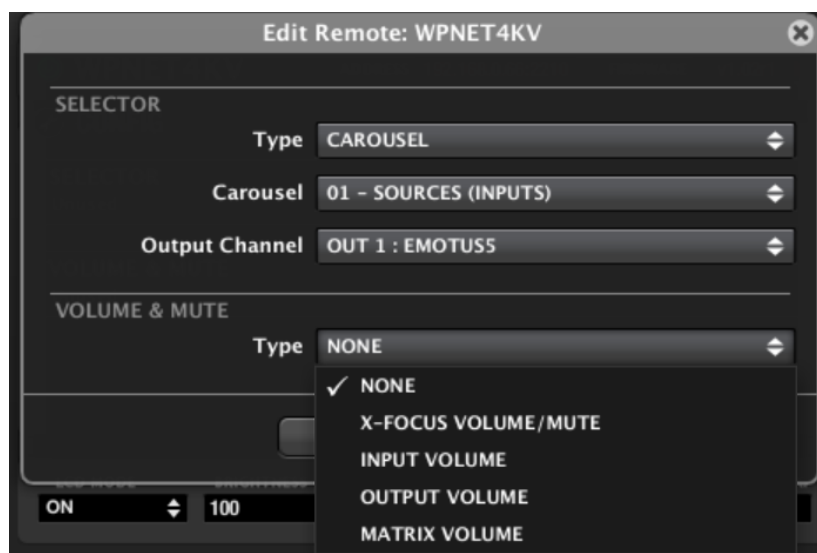 Edit Remote: WPNET4KV
SELECTOR
Type CAROUSEL
Carousel 01 – SOURCES (INPUTS)
Output Channel OUT 1 : EMOTUS5
VOLUME & MUTE
Type NONE
✓ NONE
X-FOCUS VOLUME/MUTE
INPUT VOLUME
OUTPUT VOLUME
MATRIX VOLUME
ON 100